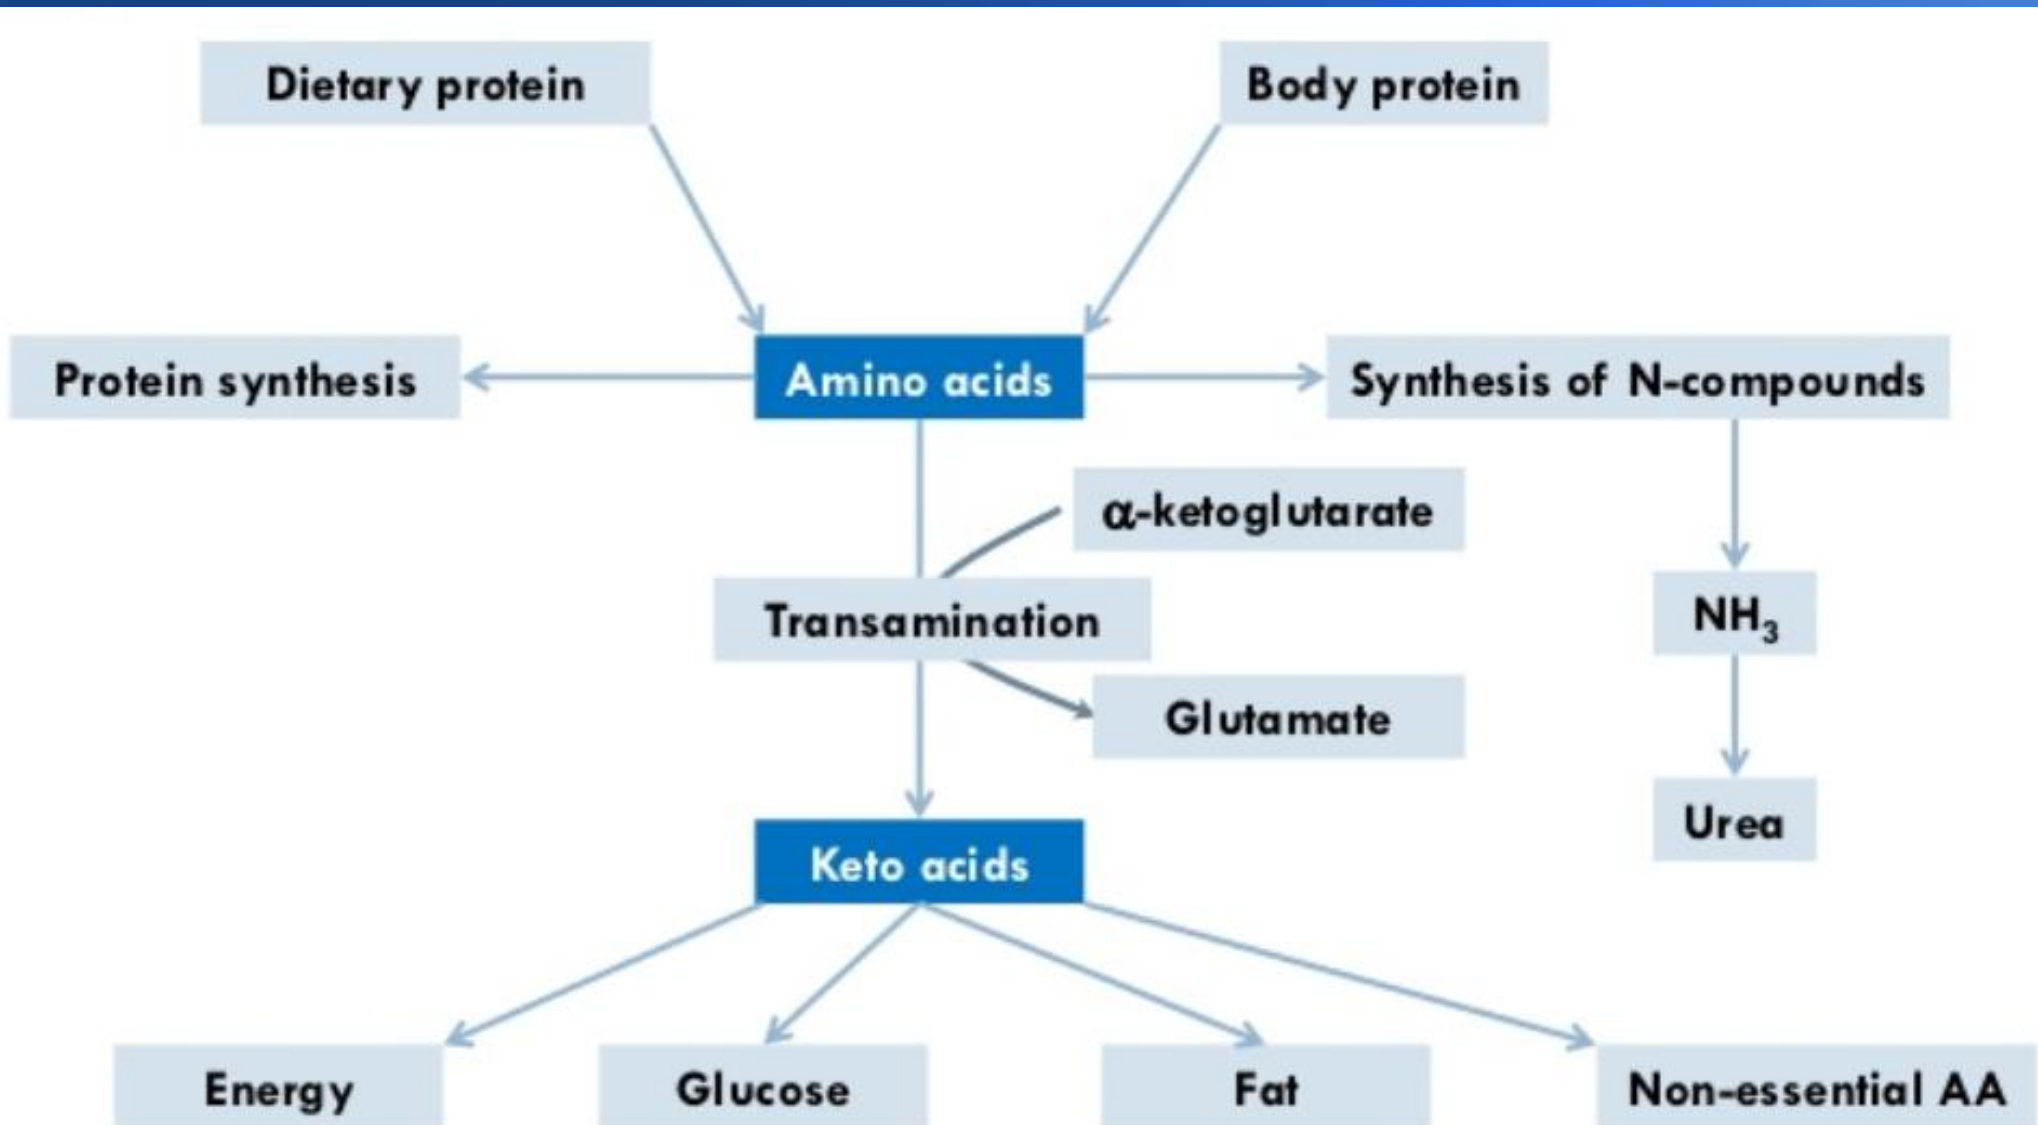 Dietary protein
Body protein
Protein synthesis
Amino acids
Synthesis of N-compounds
α-ketoglutarate
Transamination
NH₃
Glutamate
Urea
Keto acids
Energy
Glucose
Fat
Non-essential AA